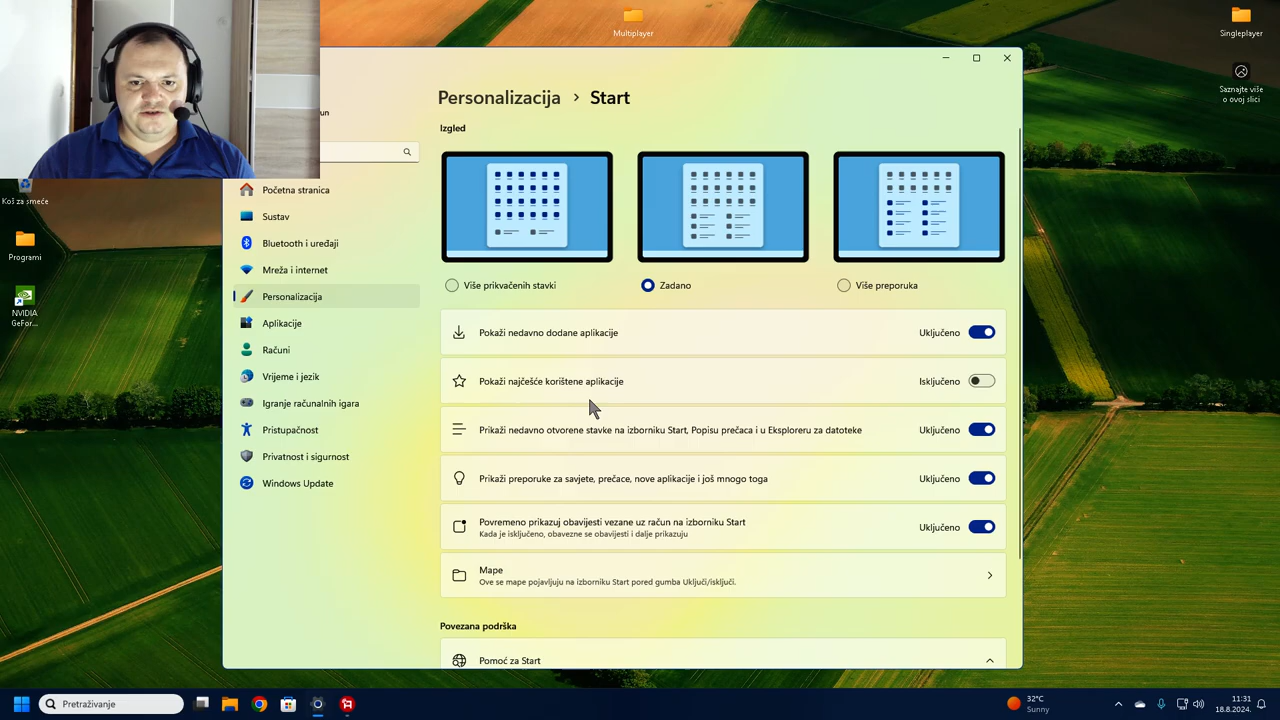 Multiplayer
Singleplayer
Saznajte više
o ovoj slici
Koš za smeće
Programi
NVIDIA
GeFor...
Personalizacija > Start
Izgled
Početna stranica
Sustav
Bluetooth i uređaji
Mreža i internet
Personalizacija
Aplikacije
Računi
Vrijeme i jezik
Igranje računalnih igara
Pristupačnost
Privatnost i sigurnost
Windows Update
Više prikvačenih stavki
Zadano
Više preporuka
Pokaži nedavno dodane aplikacije
Uključeno
Pokaži najčešće korištene aplikacije
Isključeno
Prikaži nedavno otvorene stavke na izborniku Start, Popisu prečaca i u Eksploreru za datoteke
Uključeno
Prikaži preporuke za savjete, prečace, nove aplikacije i još mnogo toga
Uključeno
Povremeno prikazuj obavijesti vezane uz račun na izborniku Start
Kada je isključeno, obavezne se obavijesti i dalje prikazuju
Uključeno
Mape
Ove se mape pojavljuju na izborniku Start pored gumba Uključi/isključi.
Povezana podrška
Pomoć za Start
Pretraživanje
32°C
Sunny
11:31
18.8.2024.